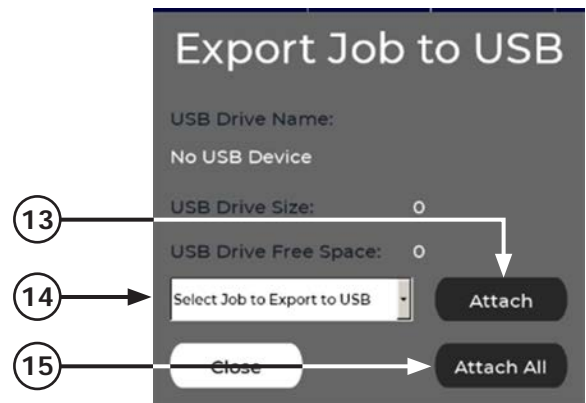 Export Job to USB
USB Drive Name:
No USB Device
13
USB Drive Size: 0
USB Drive Free Space: 0
14
Select Job to Export to USB
Attach
15
Close
Attach All